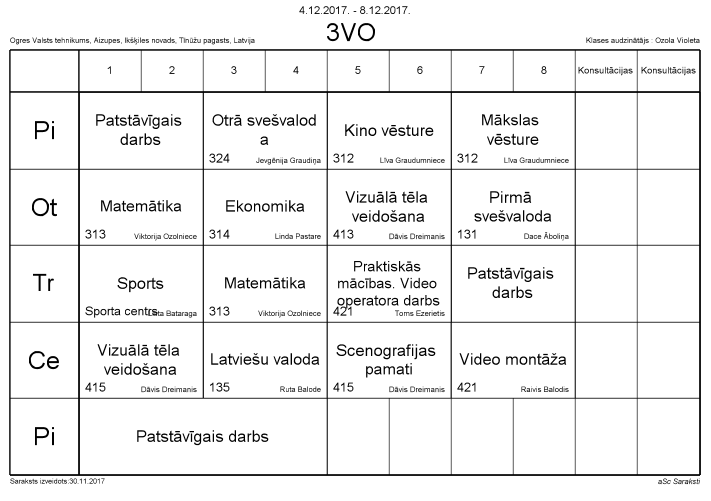 4.12.2017. - 8.12.2017.
3VO
Ogres Valsts tehnikums, Aizupes, Ikšķiles novads, Tīnūžu pagasts, Latvija
Klases audzinātājs : Ozola Violeta
1 2 3 4 5 6 7 8 Konsultācijas Konsultācijas
Pi
Patstāvīgais
darbs
Otrā svešvalod
a
324 Jevgēnija Graudiņa
Kino vēsture
312 Līva Graudumniece
Mākslas
vēsture
312 Līva Graudumniece
Ot
Matemātika
313 Viktorija Ozolniece
Ekonomika
314 Linda Pastare
Vizuālā tēla
veidošana
413 Dāvis Dreimanis
Pirmā
svešvaloda
131 Dace Āboliņa
Tr
Sports
Sporta centrs Bataraga
Matemātika
313 Viktorija Ozolniece
Praktiskās
mācības. Video
operatora darbs
421 Toms Ezerietis
Patstāvīgais
darbs
Ce
Vizuālā tēla
veidošana
415 Dāvis Dreimanis
Latviešu valoda
135 Ruta Balode
Scenografijas
pamati
415 Dāvis Dreimanis
Video montāža
421 Raivis Balodis
Pi
Patstāvīgais darbs
Saraksts izveidots:30.11.2017
aSc Saraksti